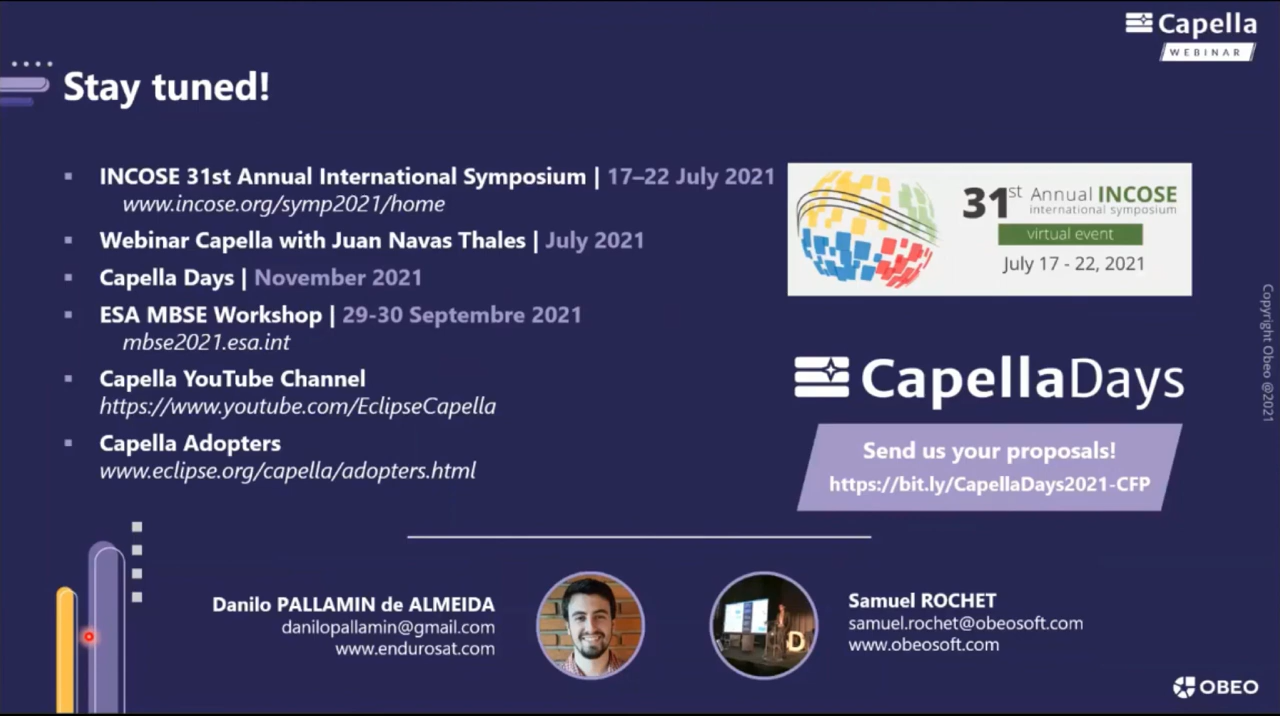 Capella
WEBINAR
Stay tuned!
INCOSE 31st Annual International Symposium | 17–22 July 2021
www.incose.org/symp2021/home
Webinar Capella with Juan Navas Thales | July 2021
Capella Days | November 2021
ESA MBSE Workshop | 29-30 Septembre 2021
mbse2021.esa.int
Capella YouTube Channel
https://www.youtube.com/EclipseCapella
Capella Adopters
www.eclipse.org/capella/adopters.html
31st Annual INCOSE
international symposium
virtual event
July 17 - 22, 2021
CapellaDays
Send us your proposals!
https://bit.ly/CapellaDays2021-CFP
Copyright Obeo @2021
Danilo PALLAMIN de ALMEIDA
danilopallamin@gmail.com
www.endurosat.com
D
Samuel ROCHET
samuel.rochet@obeosoft.com
www.obeosoft.com
OBEO